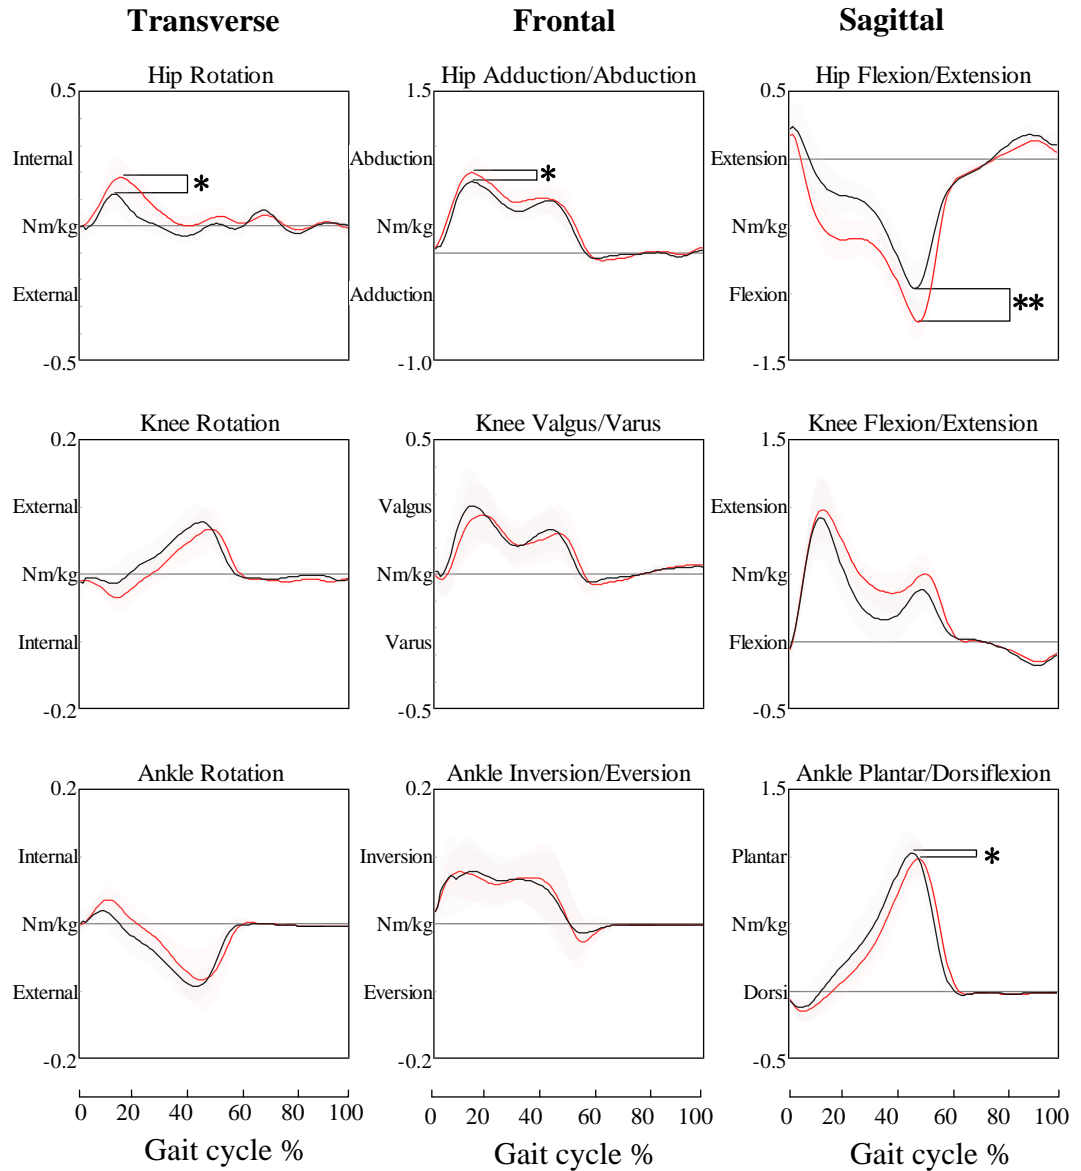 Transverse Frontal Sagittal
Hip Rotation Hip Adduction/Abduction Hip Flexion/Extension
0.5 1.5 0.5
Internal Abduction Extension
* * 
Nm/kg Nm/kg Nm/kg
External Adduction Flexion **
-0.5 -1.0 -1.5
Knee Rotation Knee Valgus/Varus Knee Flexion/Extension
0.2 0.5 1.5
External Valgus Extension
Nm/kg Nm/kg Nm/kg
Internal Varus Flexion
-0.2 -0.5 -0.5
Ankle Rotation Ankle Inversion/Eversion Ankle Plantar/Dorsiflexion
0.2 0.2 1.5
Internal Inversion Plantar *
Nm/kg Nm/kg Nm/kg
External Eversion Dorsi
-0.2 -0.2 -0.5
0 20 40 60 80 100 0 20 40 60 80 100 0 20 40 60 80 100
Gait cycle % Gait cycle % Gait cycle %